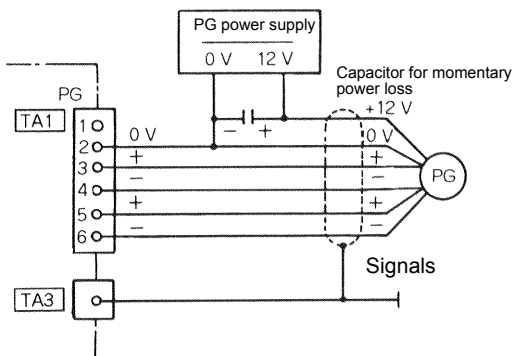 PG power supply
0 V 12 V
Capacitor for momentary
power loss
PG
+12 V
TA1
1
− +
2 0 V 0 V
3 + +
PG
4 − −
5 + +
6 − −
Signals
TA3